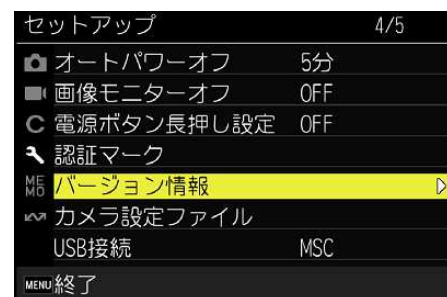 セットアップ 4/5
オートパワーオフ 5分
画像モニターオフ OFF
C 電源ボタン長押し設定 OFF
認証マーク
MEMO バージョン情報
カメラ設定ファイル
USB接続 MSC
MENU 終了